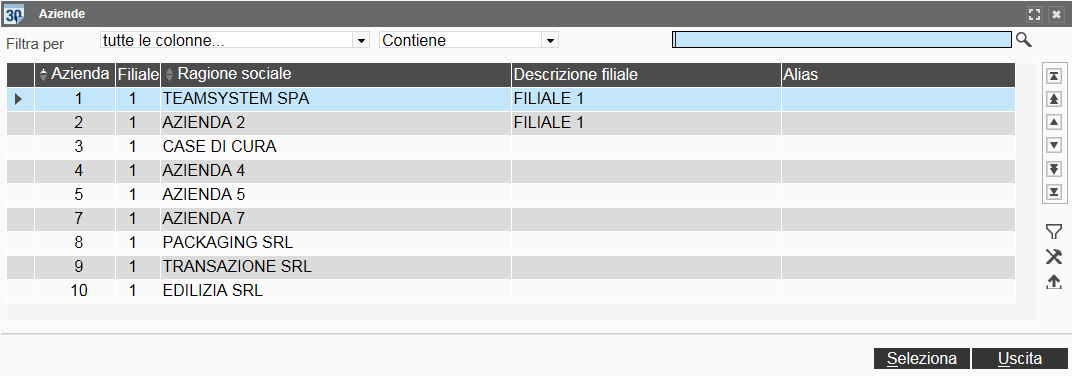 30 Aziende
Filtra per tutte le colonne... Contiene
Azienda Filiale Ragione sociale Descrizione filiale Alias
1 1 TEAMSYSTEM SPA FILIALE 1
2 1 AZIENDA 2 FILIALE 1
3 1 CASE DI CURA
4 1 AZIENDA 4
5 1 AZIENDA 5
7 1 AZIENDA 7
8 1 PACKAGING SRL
9 1 TRANSAZIONE SRL
10 1 EDILIZIA SRL
Seleziona Uscita